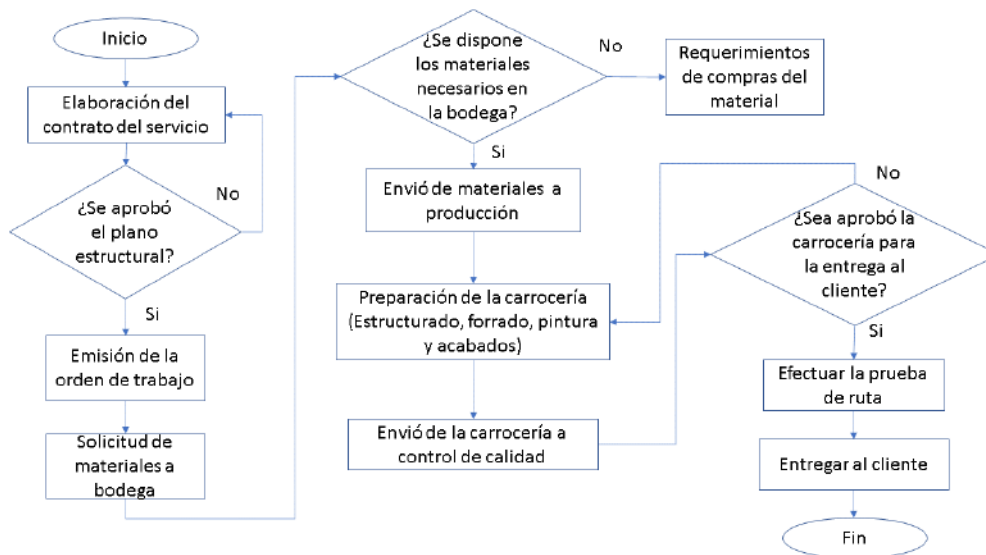 Inicio
Elaboración del
contrato del servicio
No
¿Se aprobó
el plano
estructural?
Si
Emisión de la
orden de trabajo
Solicitud de
materiales a
bodega
¿Se dispone
los materiales
necesarios en
la bodega?
No
Requerimientos
de compras del
material
Si
Envió de materiales a
producción
Preparación de la carrocería
(Estructurado, forrado, pintura
y acabados)
Envió de la carrocería a
control de calidad
No
¿Sea aprobó la
carrocería para
la entrega al
cliente?
Si
Efectuar la prueba
de ruta
Entregar al cliente
Fin